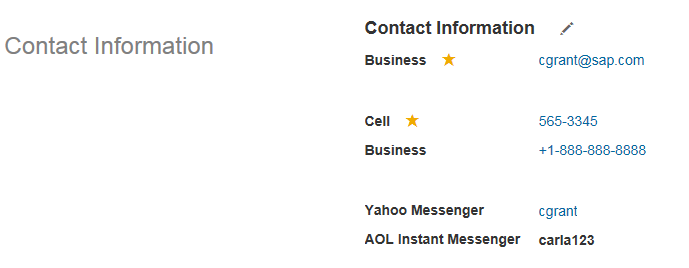 Contact Information
Contact Information
Business cgrant@sap.com
Cell 565-3345
Business +1-888-888-8888
Yahoo Messenger cgrant
AOL Instant Messenger carla123